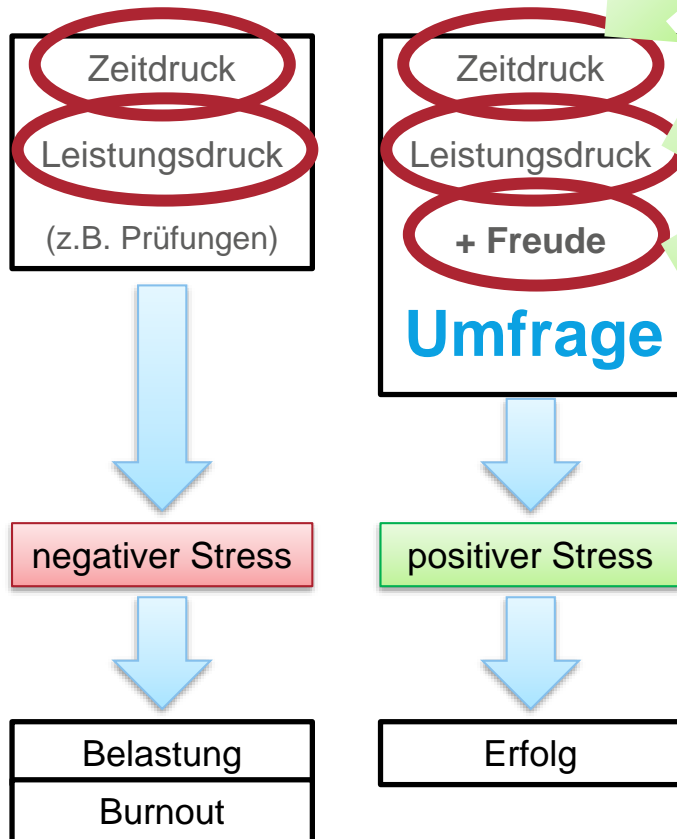 Zeitdruck
Leistungsdruck
(z.B. Prüfungen)
negativer Stress
Belastung
Burnout
Zeitdruck
Leistungsdruck
+ Freude
Umfrage
positiver Stress
Erfolg